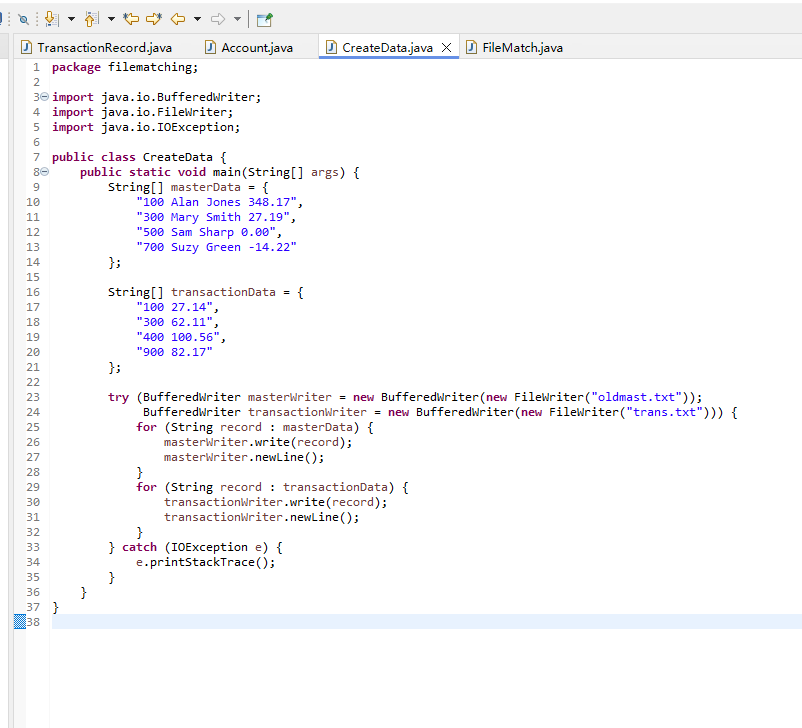 TransactionRecord.java Account.java CreateData.java FileMatch.java
1 package filematching;
2
3 import java.io.BufferedWriter;
4 import java.io.FileWriter;
5 import java.io.IOException;
6
7 public class CreateData {
8     public static void main(String[] args) {
9         String[] masterData = {
10             "100 Alan Jones 348.17",
11             "300 Mary Smith 27.19",
12             "500 Sam Sharp 0.00",
13             "700 Suzy Green -14.22"
14         };
15
16         String[] transactionData = {
17             "100 27.14",
18             "300 62.11",
19             "400 100.56",
20             "900 82.17"
21         };
22
23         try (BufferedWriter masterWriter = new BufferedWriter(new FileWriter("oldmast.txt"));
24              BufferedWriter transactionWriter = new BufferedWriter(new FileWriter("trans.txt"))) {
25             for (String record : masterData) {
26                 masterWriter.write(record);
27                 masterWriter.newLine();
28             }
29             for (String record : transactionData) {
30                 transactionWriter.write(record);
31                 transactionWriter.newLine();
32             }
33         } catch (IOException e) {
34             e.printStackTrace();
35         }
36     }
37 }
38